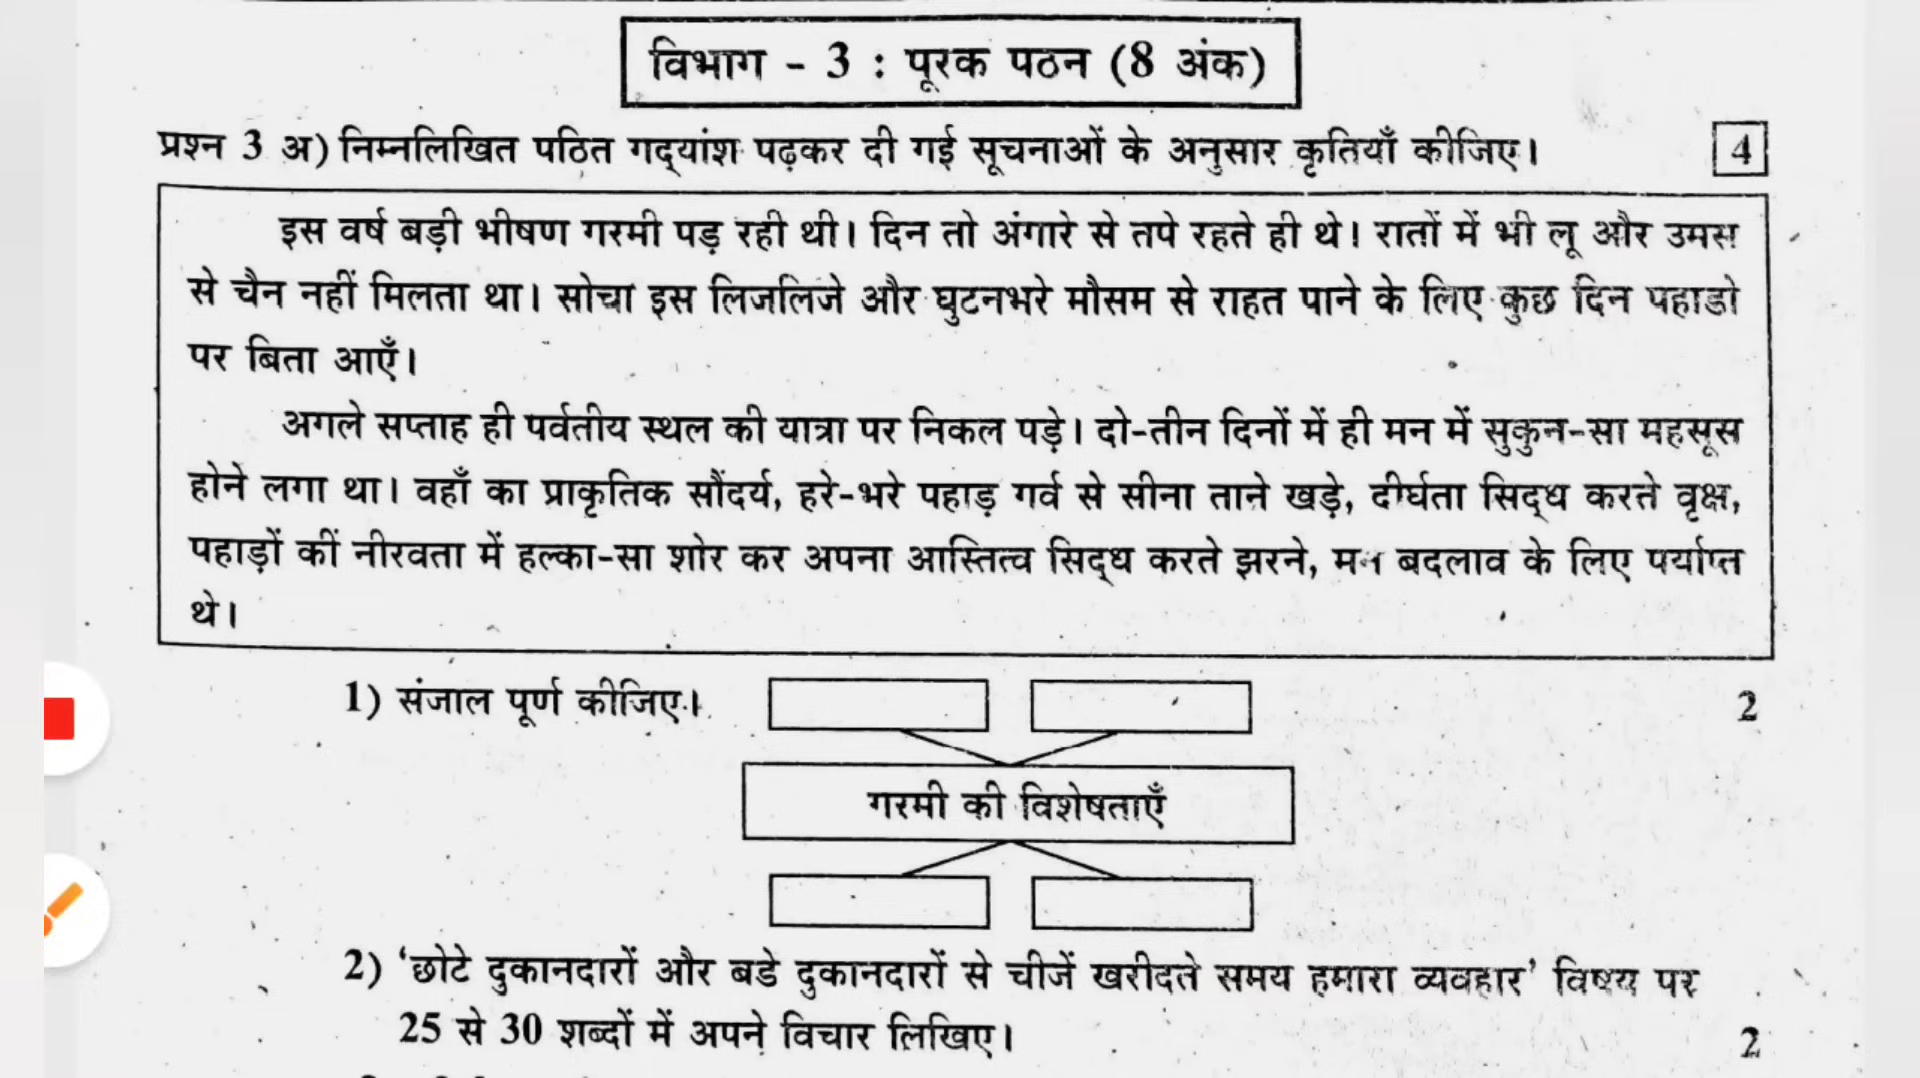 विभाग - 3 : पूरक पठन (8 अंक)
प्रश्न 3 अ) निम्नलिखित पठित गद्‌यांश पढ़कर दी गई सूचनाओं के अनुसार कृतियाँ कीजिए।
4
इस वर्ष बड़ी भीषण गरमी पड़ रही थी। दिन तो अंगारे से तपे रहते ही थे। रातों में भी लू और उमस
से चैन नहीं मिलता था। सोचा इस लिजलिजे और घुटनभरे मौसम से राहत पाने के लिए कुछ दिन पहाडो
पर बिता आएँ।
अगले सप्ताह ही पर्वतीय स्थल की यात्रा पर निकल पड़े। दो-तीन दिनों में ही मन में सुकुन-सा महसूस
होने लगा था। वहाँ का प्राकृतिक सौंदर्य, हरे-भरे पहाड़ गर्व से सीना ताने खड़े, दीर्घता सिद्‌ध करते वृक्ष,
पहाड़ों कीं नीरवता में हल्का-सा शोर कर अपना आस्तित्व सिद्‌ध करते झरने, मन बदलाव के लिए पर्याप्त
थे।
1) संजाल पूर्ण कीजिए।
2
गरमी की विशेषताएँ
2) ‘छोटे दुकानदारों और बडे दुकानदारों से चीजें खरीदते समय हमारा व्यवहार’ विषय पर
25 से 30 शब्दों में अपने विचार लिखिए।
2